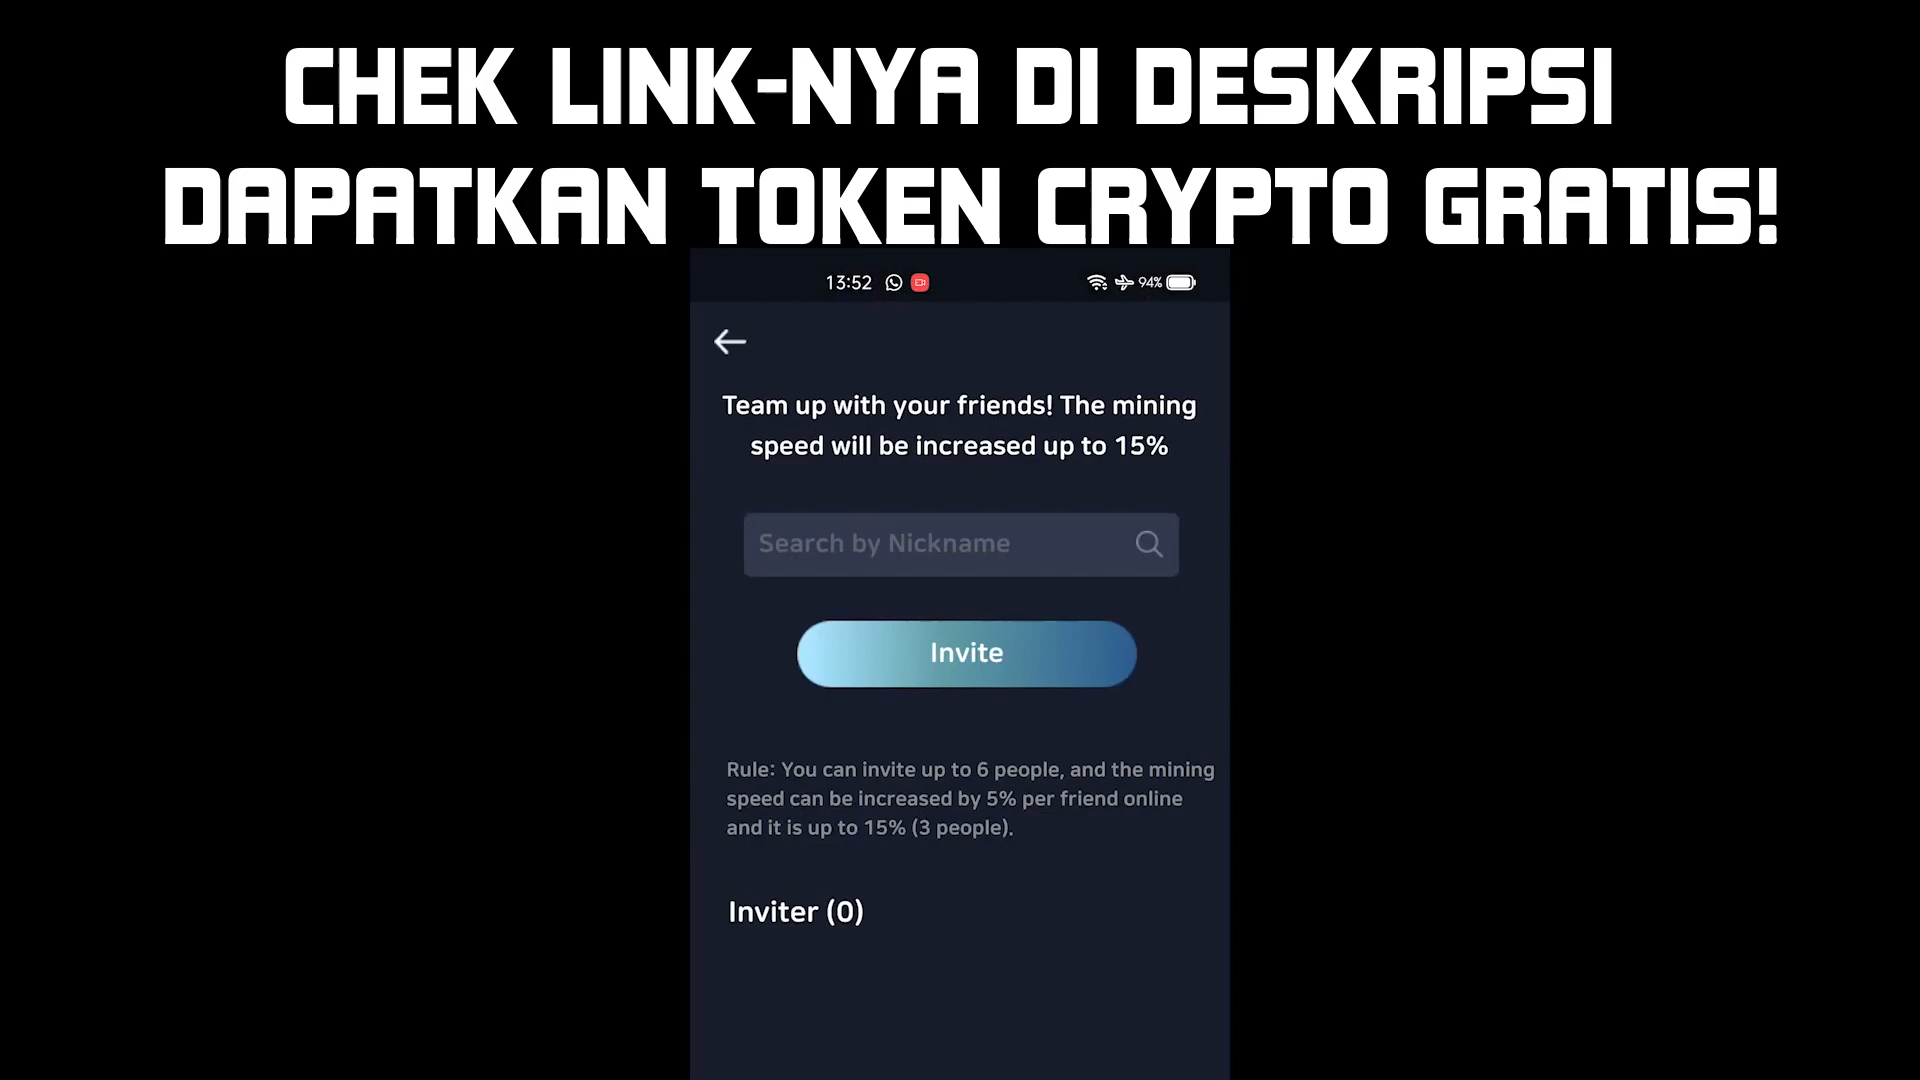 CHEK LINK-NYA DI DESKRIPSI
DAPATKAN TOKEN CRYPTO GRATIS!
13:52
94%
Team up with your friends! The mining
speed will be increased up to 15%
Search by Nickname
Invite
Rule: You can invite up to 6 people, and the mining
speed can be increased by 5% per friend online
and it is up to 15% (3 people).
Inviter (0)